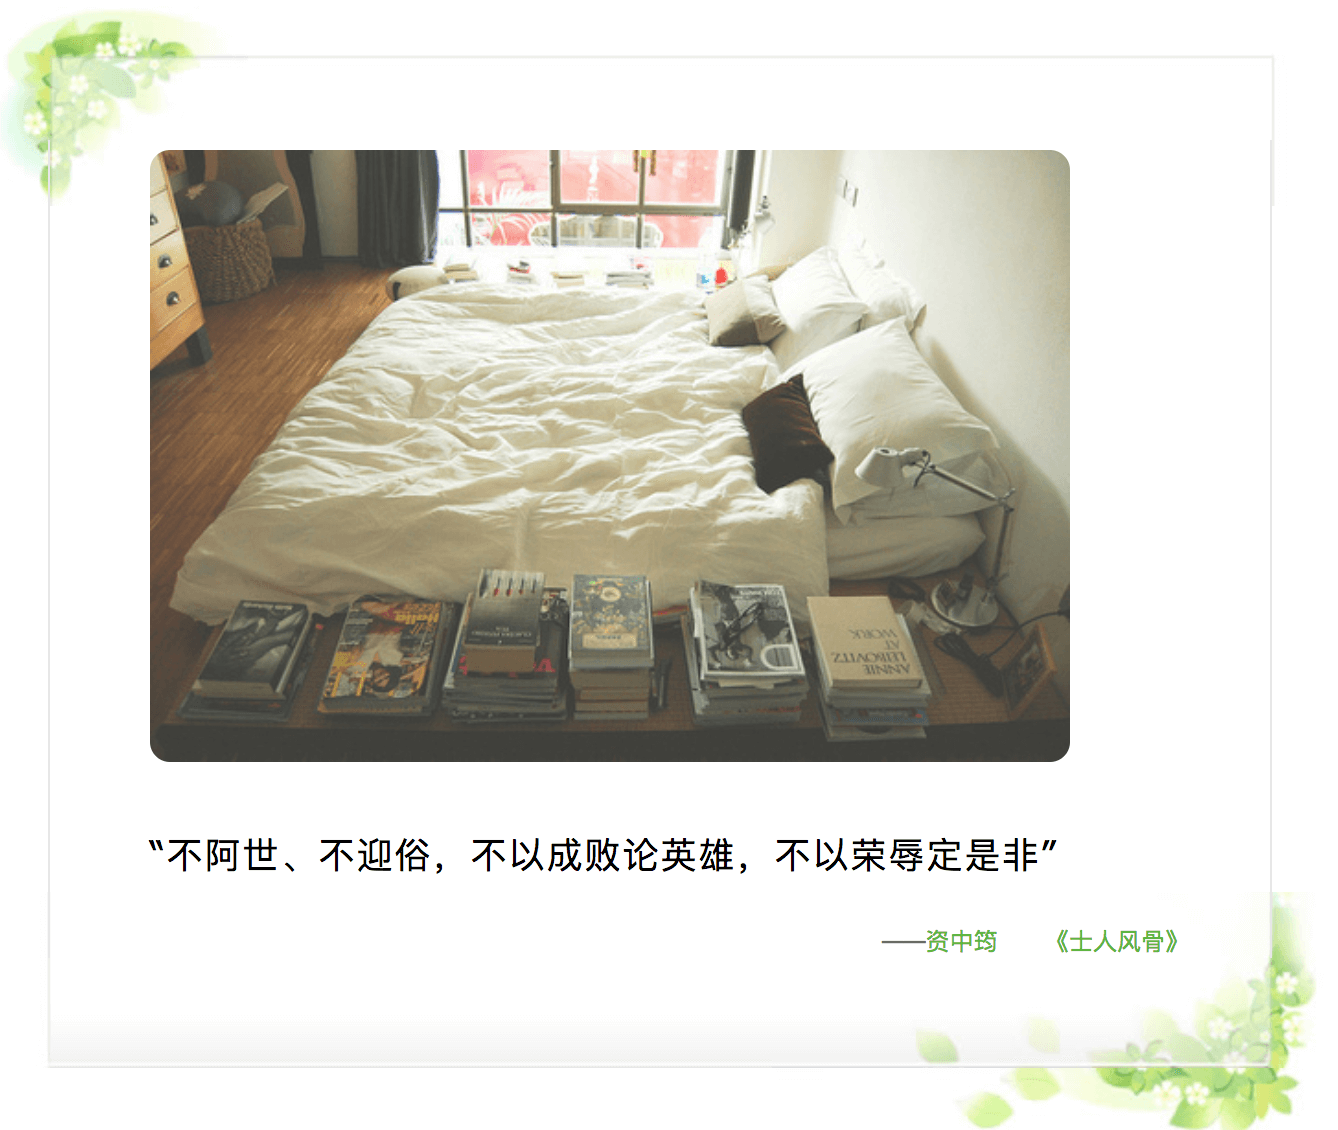 ANNIE
LEIBOVITZ
AT
WORK
“不阿世、不迎俗，不以成败论英雄，不以荣辱定是非”
——资中筠 《士人风骨》